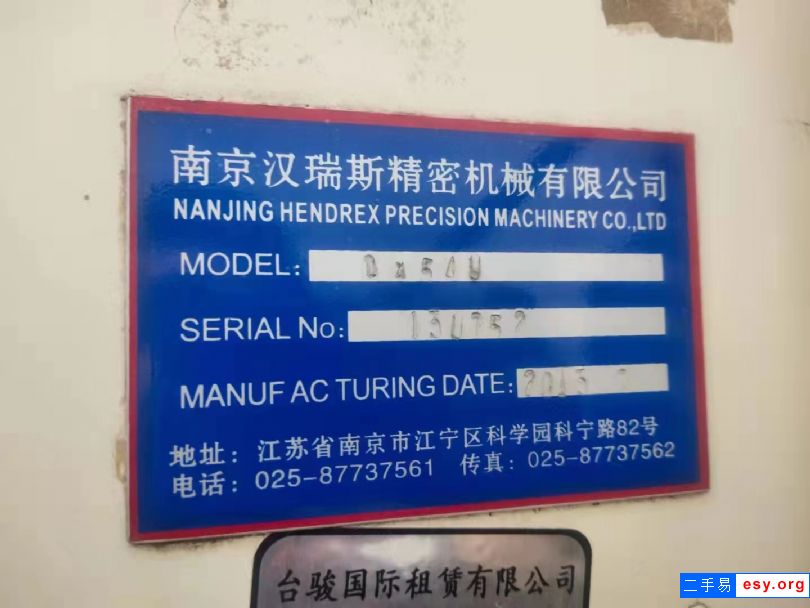 南京汉瑞斯精密机械有限公司
NANJING HENDREX PRECISION MACHINERY CO.,LTD
MODEL:
SERIAL No:
MANUFACTURING DATE:
地址：江苏省南京市江宁区科学园科宁路82号
电话：025-87737561 传真：025-87737562
台骏国际租赁有限公司
二手易 esy.org